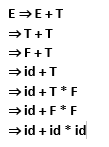 E ⇒ E + T
⇒ T + T
⇒ F + T
⇒ id + T
⇒ id + T * F
⇒ id + F * F
⇒ id + id * id